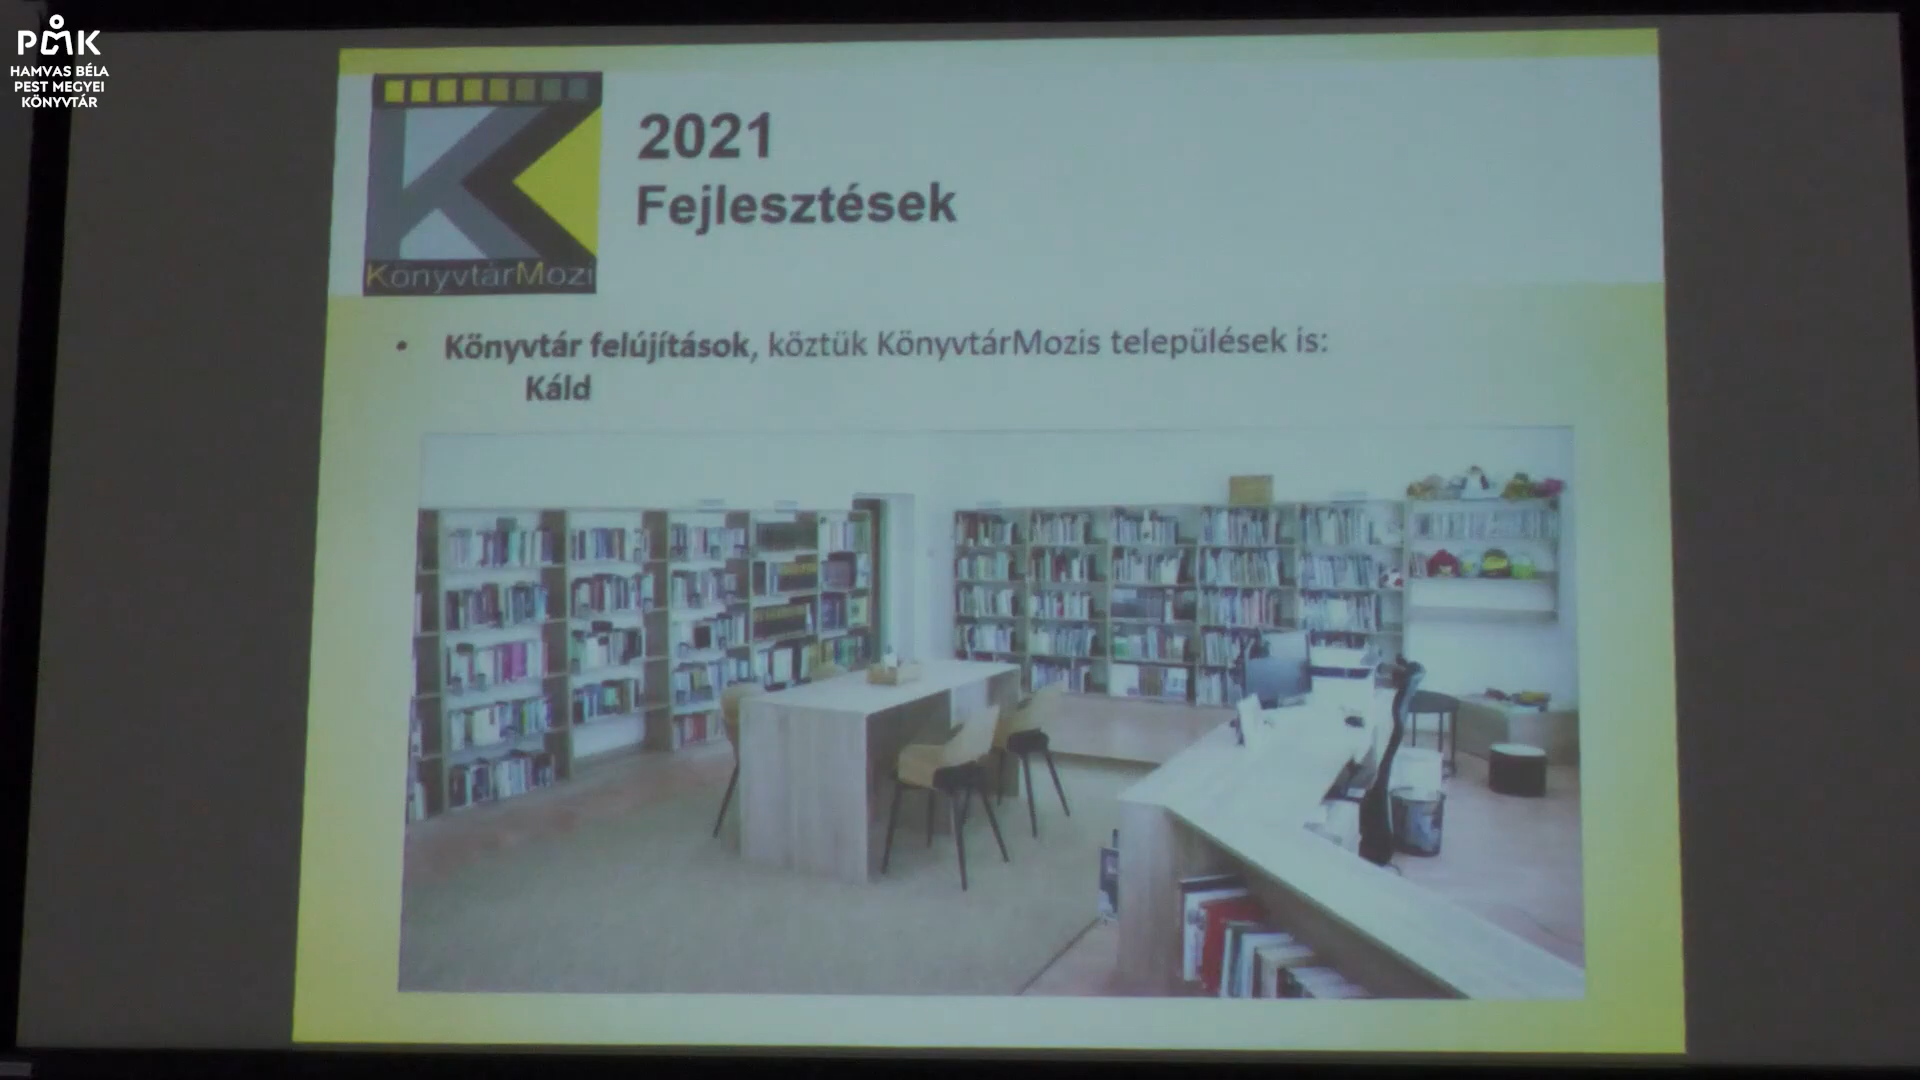 PMK
HAMVAS BÉLA
PEST MEGYEI
KÖNYVTÁR
KönyvtárMozi
2021
Fejlesztések
• Könyvtár felújítások, köztük KönyvtárMozis települések is:
Káld